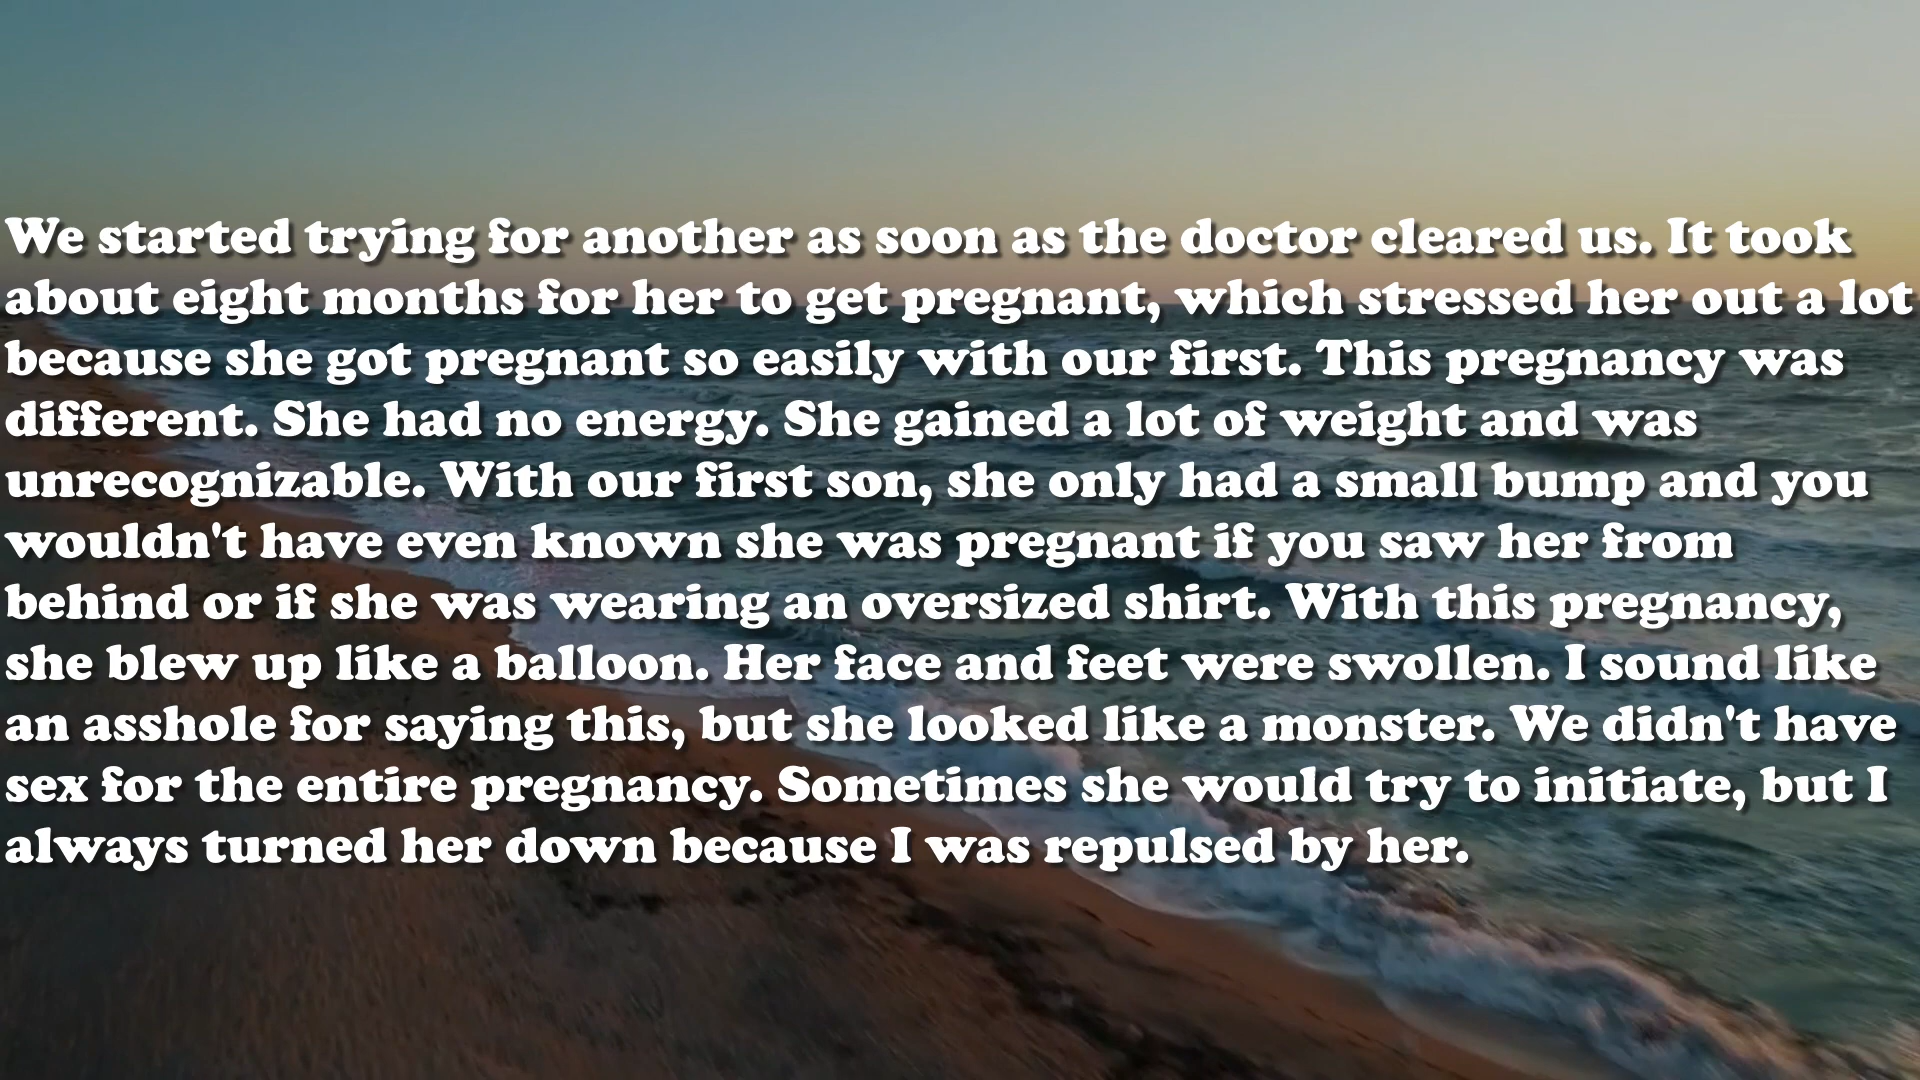 We started trying for another as soon as the doctor cleared us. It took
about eight months for her to get pregnant, which stressed her out a lot
because she got pregnant so easily with our first. This pregnancy was
different. She had no energy. She gained a lot of weight and was
unrecognizable. With our first son, she only had a small bump and you
wouldn't have even known she was pregnant if you saw her from
behind or if she was wearing an oversized shirt. With this pregnancy,
she blew up like a balloon. Her face and feet were swollen. I sound like
an asshole for saying this, but she looked like a monster. We didn't have
sex for the entire pregnancy. Sometimes she would try to initiate, but I
always turned her down because I was repulsed by her.